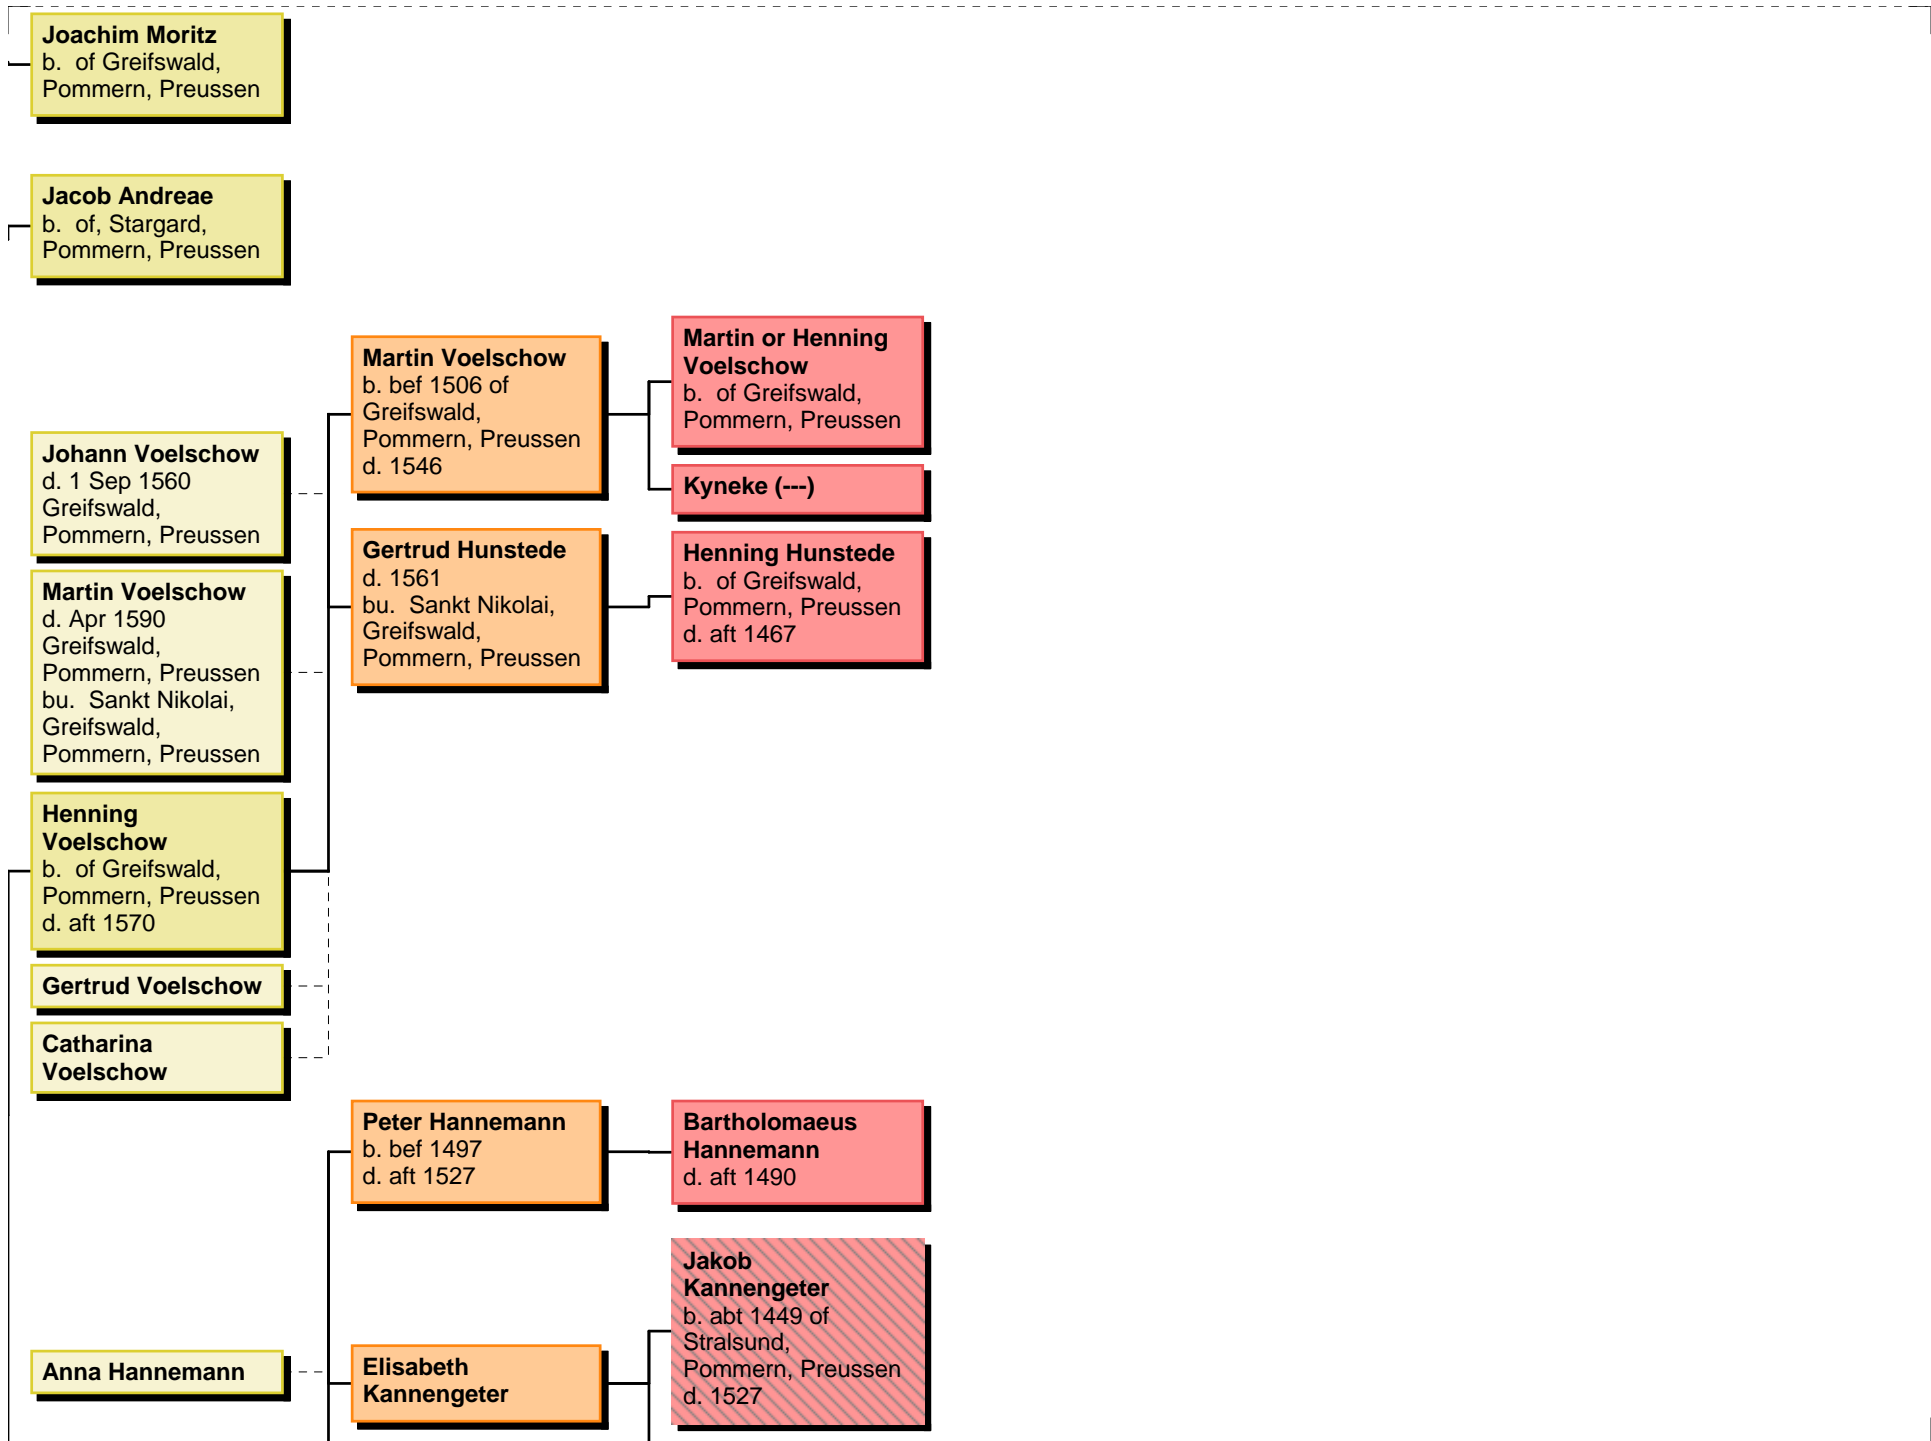 Joachim Moritz
b.  of Greifswald,
Pommern, Preussen
Jacob Andreae
b.  of, Stargard,
Pommern, Preussen
Johann Voelschow
d. 1 Sep 1560
Greifswald,
Pommern, Preussen
Martin Voelschow
d. Apr 1590
Greifswald,
Pommern, Preussen
bu.  Sankt Nikolai,
Greifswald,
Pommern, Preussen
Henning
Voelschow
b.  of Greifswald,
Pommern, Preussen
d. aft 1570
Gertrud Voelschow
Catharina
Voelschow
Anna Hannemann
Martin Voelschow
b. bef 1506 of
Greifswald,
Pommern, Preussen
d. 1546
Gertrud Hunstede
d. 1561
bu.  Sankt Nikolai,
Greifswald,
Pommern, Preussen
Peter Hannemann
b. bef 1497
d. aft 1527
Elisabeth
Kannengeter
Martin or Henning
Voelschow
b.  of Greifswald,
Pommern, Preussen
Kyneke (---)
Henning Hunstede
b.  of Greifswald,
Pommern, Preussen
d. aft 1467
Bartholomaeus
Hannemann
d. aft 1490
Jakob
Kannengeter
b. abt 1449 of
Stralsund,
Pommern, Preussen
d. 1527